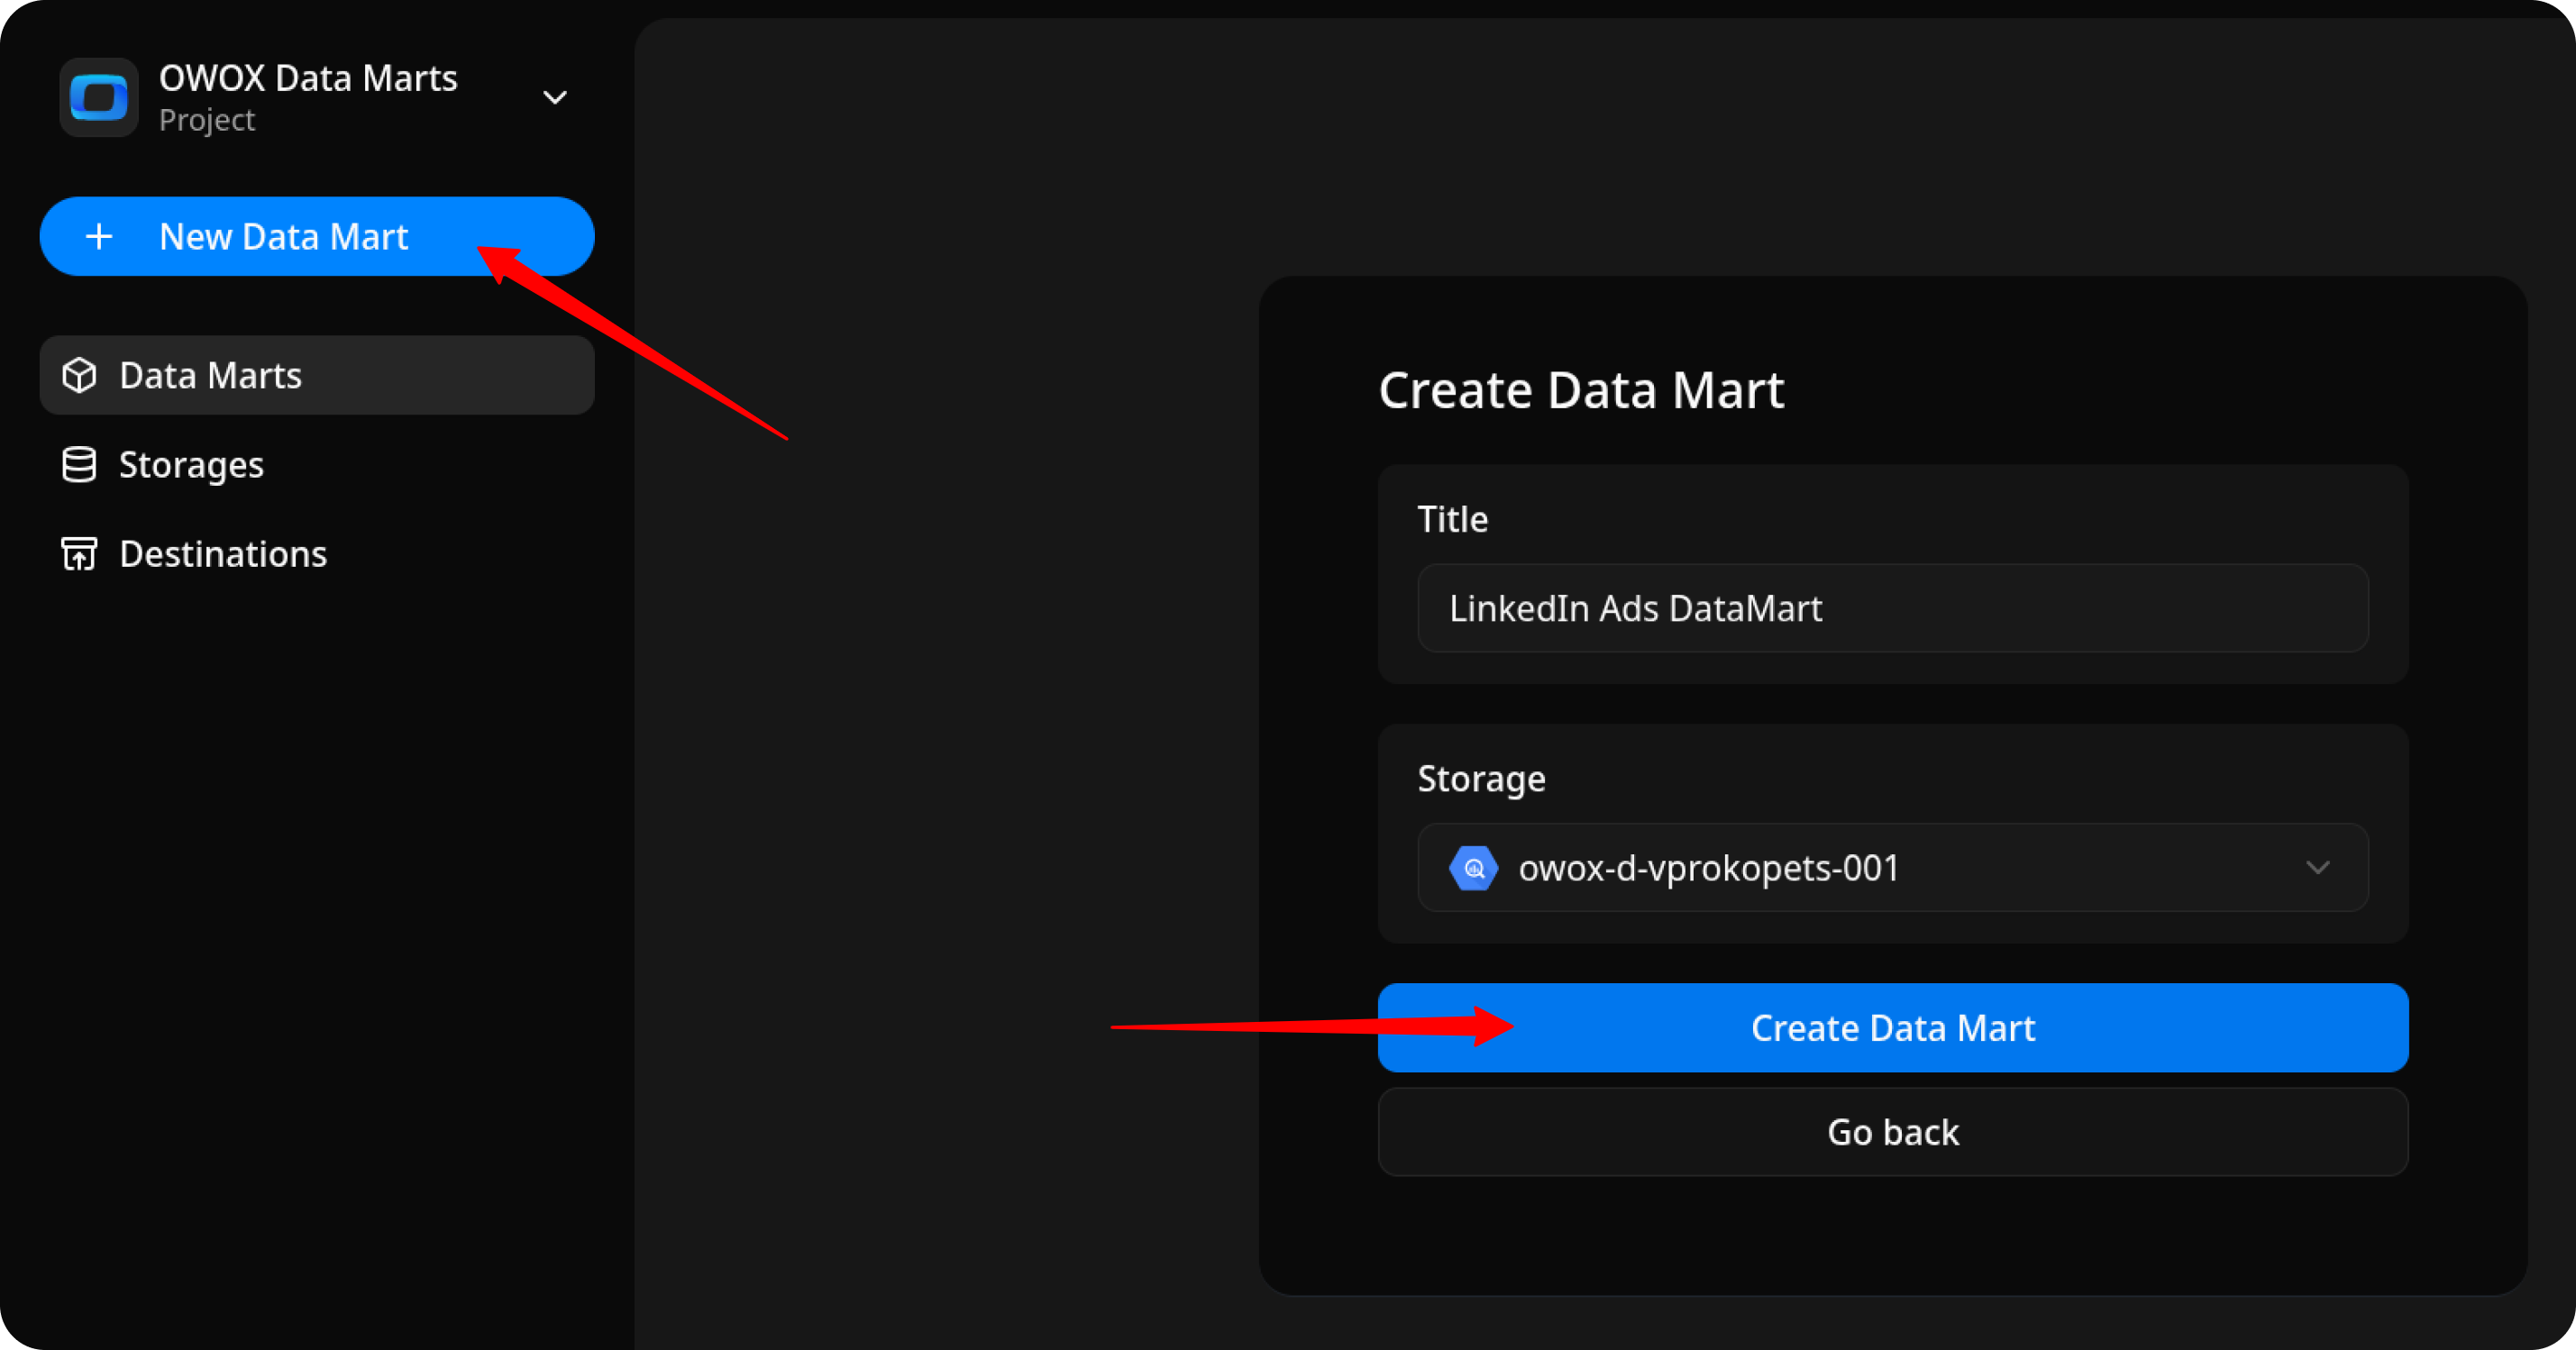 OWOX Data Marts
Project
New Data Mart
Data Marts
Storages
Destinations
Create Data Mart
Title
LinkedIn Ads DataMart
Storage
owox-d-vprokopets-001
Create Data Mart
Go back